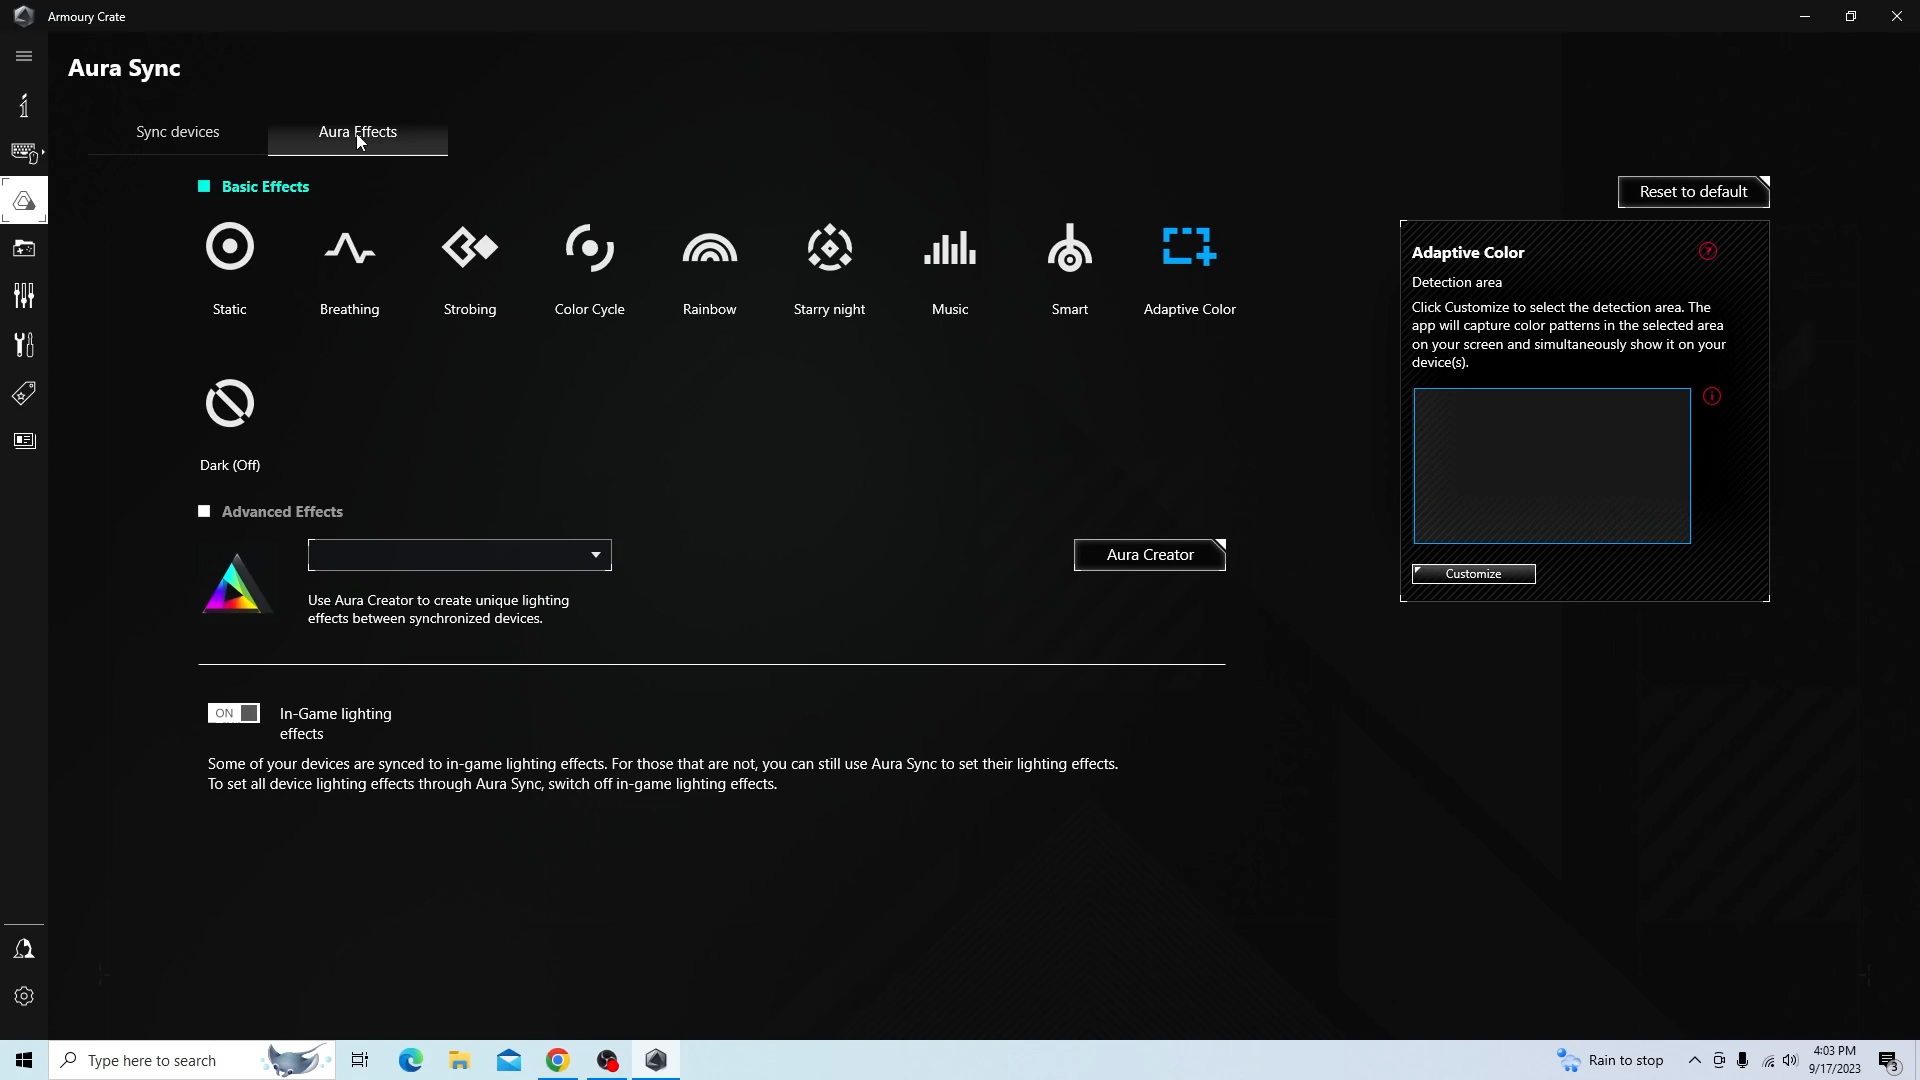 Armoury Crate
Aura Sync
Sync devices
Aura Effects
Basic Effects
Reset to default
Static
Breathing
Strobing
Color Cycle
Rainbow
Starry night
Music
Smart
Adaptive Color
Dark (Off)
Adaptive Color
?
Detection area
Click Customize to select the detection area. The
app will capture color patterns in the selected area
on your screen and simultaneously show it on your
device(s).
i
Customize
Advanced Effects
Aura Creator
Use Aura Creator to create unique lighting
effects between synchronized devices.
ON
In-Game lighting
effects
Some of your devices are synced to in-game lighting effects. For those that are not, you can still use Aura Sync to set their lighting effects.
To set all device lighting effects through Aura Sync, switch off in-game lighting effects.
Type here to search
Rain to stop
4:03 PM
9/17/2023
3